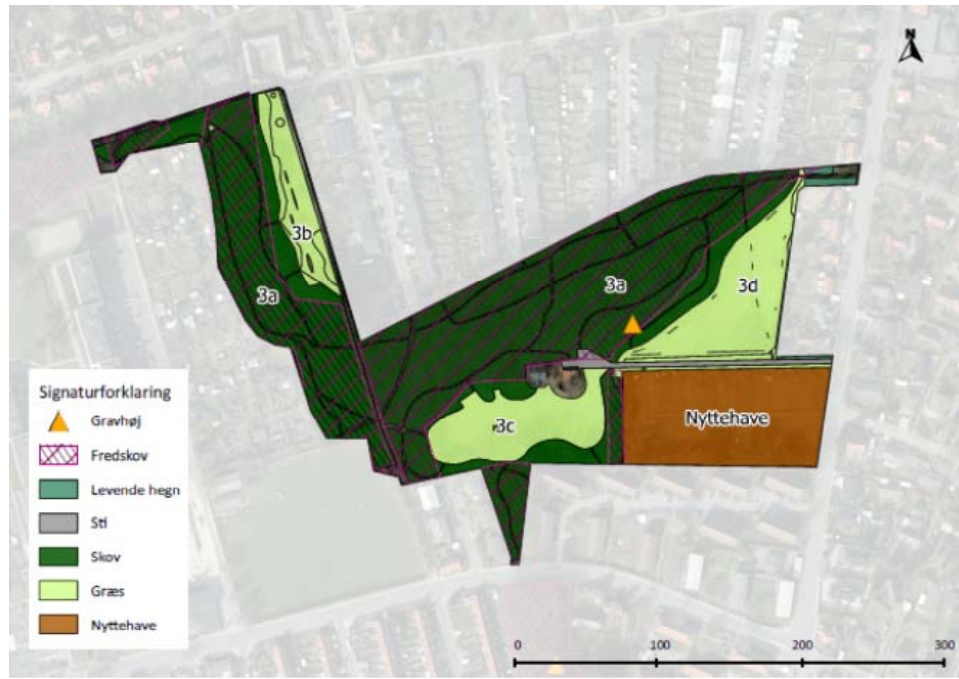 N
3b
3a
3a
3d
3c
Nyttehave
Signaturforklaring
Gravhøj
Fredskov
Levende hegn
Sti
Skov
Græs
Nyttehave
0 100 200 300